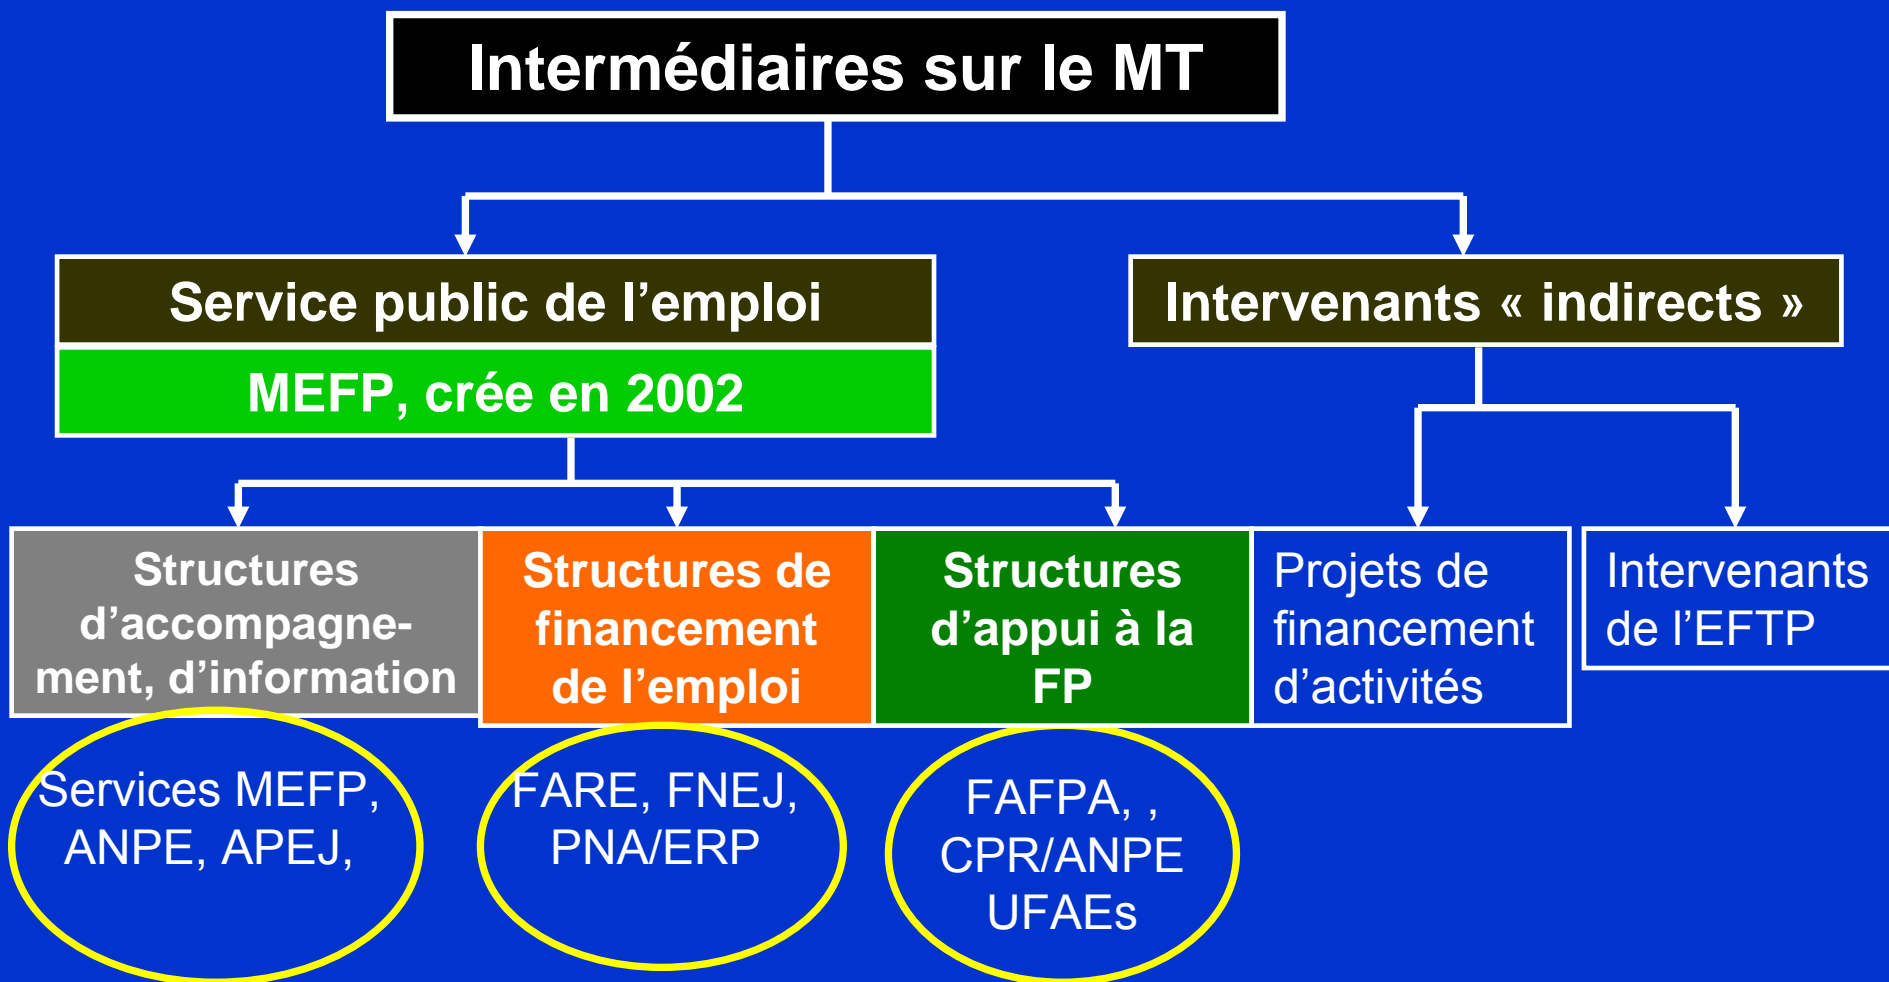 Intermédiaires sur le MT
Service public de l’emploi
Intervenants « indirects »
MEFP, crée en 2002
Structures
d’accompagne-
ment, d’information
Structures de
financement
de l’emploi
Structures
d’appui à la
FP
Projets de
financement
d’activités
Intervenants
de l’EFTP
Services MEFP,
ANPE, APEJ,
FARE, FNEJ,
PNA/ERP
FAFPA, ,
CPR/ANPE
UFAEs